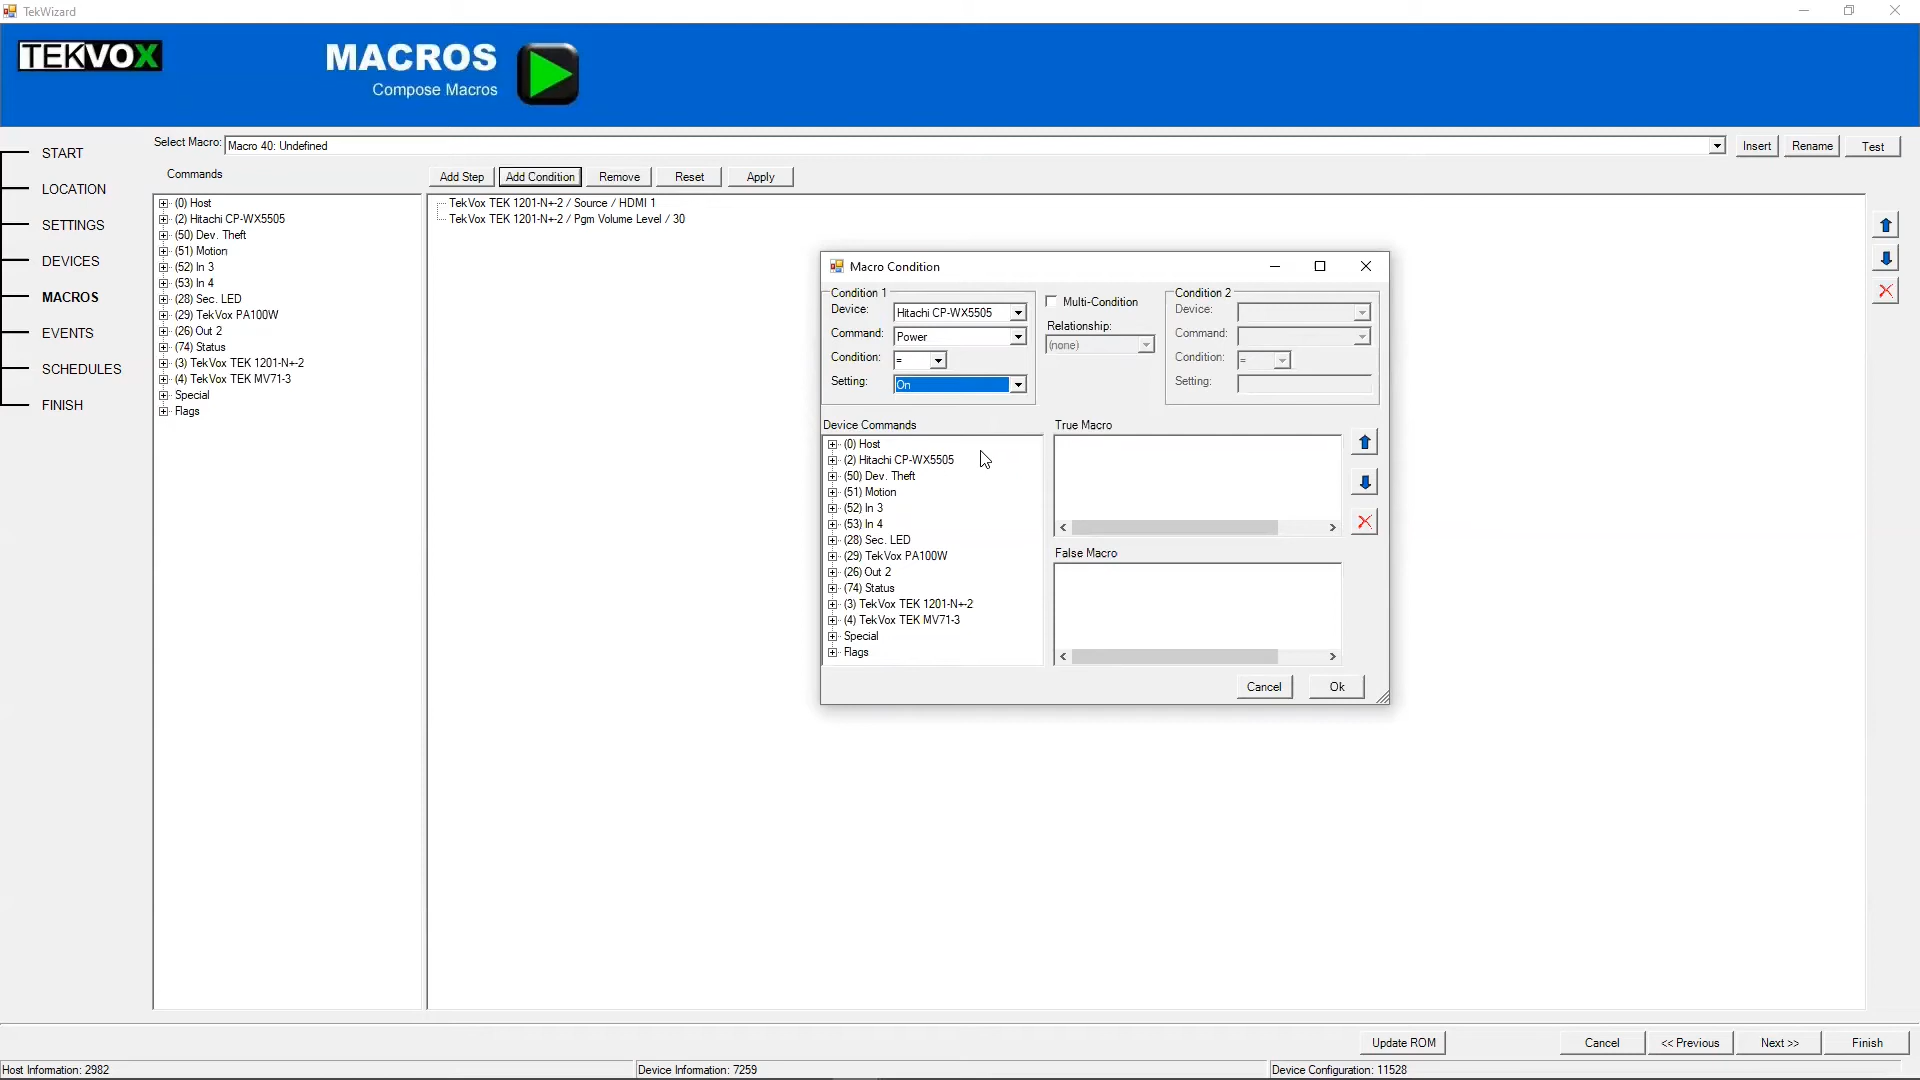 TekWizard
TEKVOX
MACROS
Compose Macros
START
LOCATION
SETTINGS
DEVICES
MACROS
EVENTS
SCHEDULES
FINISH
Select Macro:
Macro 40: Undefined
Insert
Rename
Test
Commands
Add Step
Add Condition
Remove
Reset
Apply
(0) Host
(2) Hitachi CP-WX5505
(50) Dev. Theft
(51) Motion
(52) In 3
(53) In 4
(28) Sec. LED
(29) TekVox PA100W
(26) Out 2
(74) Status
(3) TekVox TEK 1201-N+-2
(4) TekVox TEK MV71-3
Special
Flags
TekVox TEK 1201-N+-2 / Source / HDMI 1
TekVox TEK 1201-N+-2 / Pgm Volume Level / 30
Macro Condition
Condition 1
Device:
Hitachi CP-WX5505
Command:
Power
Condition:
=
Setting:
On
Multi-Condition
Relationship:
(none)
Condition 2
Device:
Command:
Condition:
=
Setting:
Device Commands
(0) Host
(2) Hitachi CP-WX5505
(50) Dev. Theft
(51) Motion
(52) In 3
(53) In 4
(28) Sec. LED
(29) TekVox PA100W
(26) Out 2
(74) Status
(3) TekVox TEK 1201-N+-2
(4) TekVox TEK MV71-3
Special
Flags
True Macro
False Macro
Cancel
Ok
Update ROM
Cancel
<< Previous
Next >>
Finish
Host Information: 2982
Device Information: 7259
Device Configuration: 11528